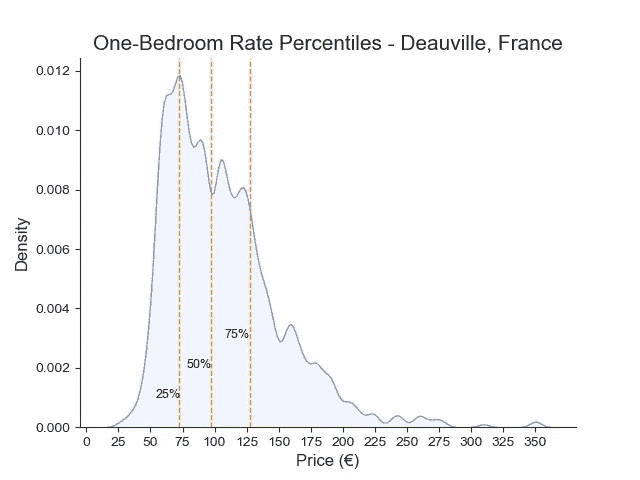 One-Bedroom Rate Percentiles - Deauville, France
0.012
0.010
0.008
0.006
0.004
0.002
0.000
Density
75%
50%
25%
0 25 50 75 100 125 150 175 200 225 250 275 300 325 350
Price (€)